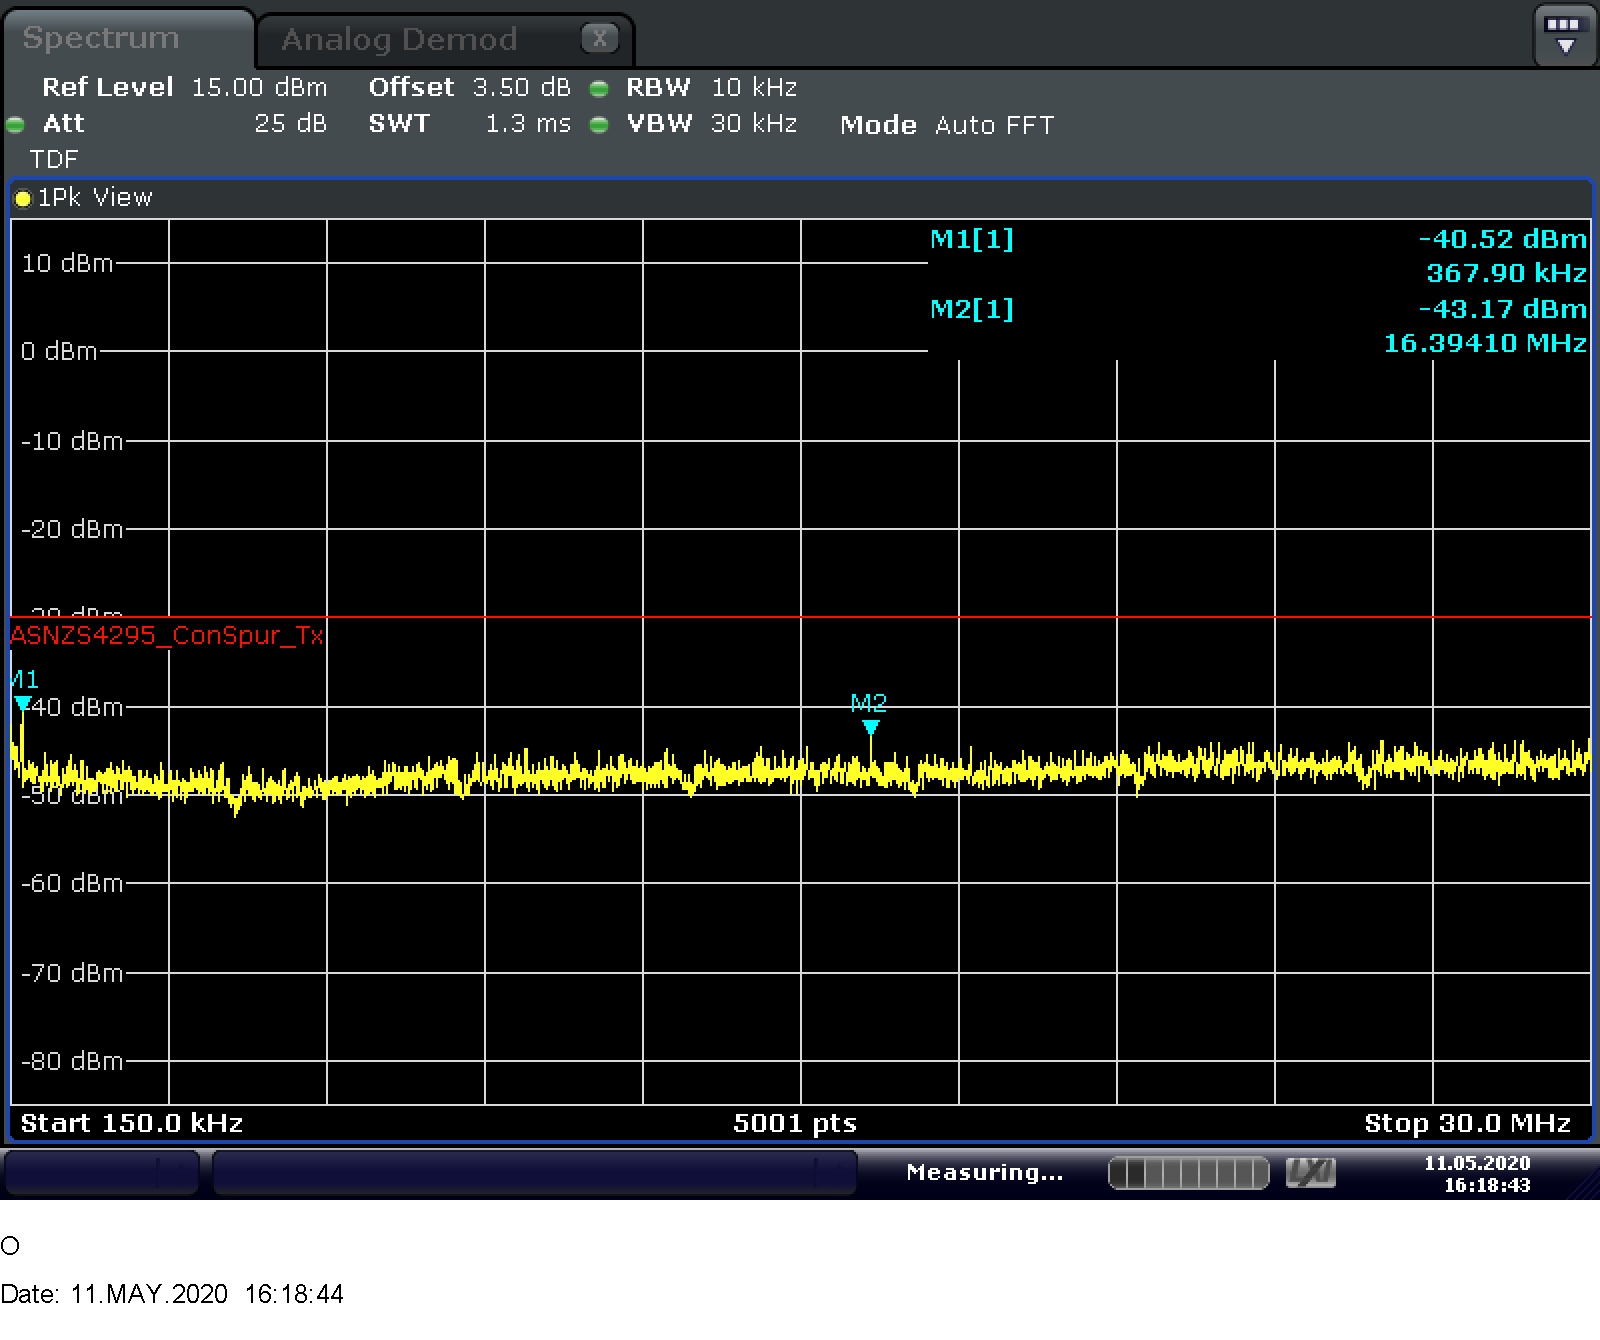 Spectrum
Analog Demod X
Ref Level 15.00 dBm Offset 3.50 dB RBW 10 kHz
Att 25 dB SWT 1.3 ms VBW 30 kHz Mode Auto FFT
TDF
1Pk View
M1[1] -40.52 dBm
367.90 kHz
M2[1] -43.17 dBm
16.39410 MHz
10 dBm
0 dBm
-10 dBm
-20 dBm
-30 dBm
ASNZS4295_ConSpur_Tx
M1
M2
-40 dBm
-50 dBm
-60 dBm
-70 dBm
-80 dBm
Start 150.0 kHz 5001 pts Stop 30.0 MHz
Measuring... LXI 11.05.2020
16:18:43
O
Date: 11.MAY.2020 16:18:44